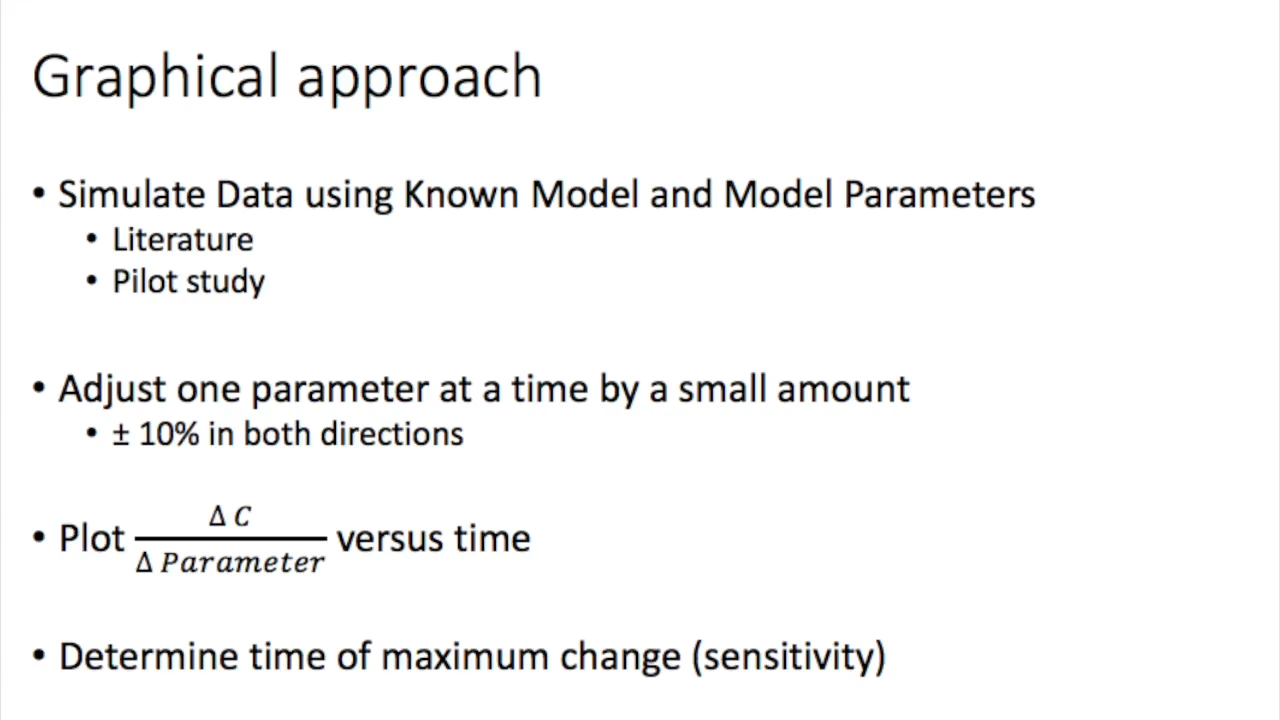 Graphical approach
• Simulate Data using Known Model and Model Parameters
• Literature
• Pilot study
• Adjust one parameter at a time by a small amount
• ± 10% in both directions
• Plot Δ C / Δ Parameter versus time
• Determine time of maximum change (sensitivity)